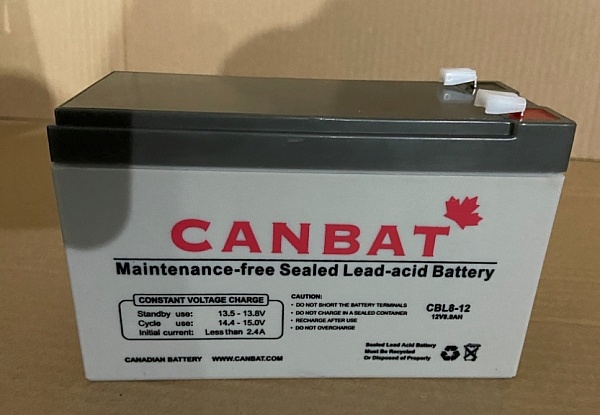 CANBAT
Maintenance-free Sealed Lead-acid Battery
CONSTANT VOLTAGE CHARGE
Standby use: 13.5 - 13.8V
Cycle use: 14.4 - 15.0V
Initial current: Less than 2.4A
CAUTION:
• DO NOT SHORT THE BATTERY TERMINALS
• DO NOT CHARGE IN A SEALED CONTAINER
• RECHARGE AFTER USE
• DO NOT OVERCHARGE
CBL8-12
12V8.0AH
CANADIAN BATTERY WWW.CANBAT.COM
Sealed Lead Acid Battery
Must Be Recycled
Or Disposed of Properly